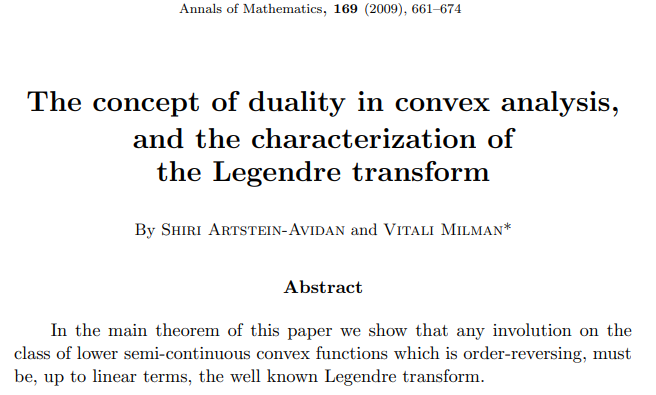 Annals of Mathematics, 169 (2009), 661–674
The concept of duality in convex analysis,
and the characterization of
the Legendre transform
By Shiri Artstein-Avidan and Vitali Milman*
Abstract
In the main theorem of this paper we show that any involution on the
class of lower semi-continuous convex functions which is order-reversing, must
be, up to linear terms, the well known Legendre transform.